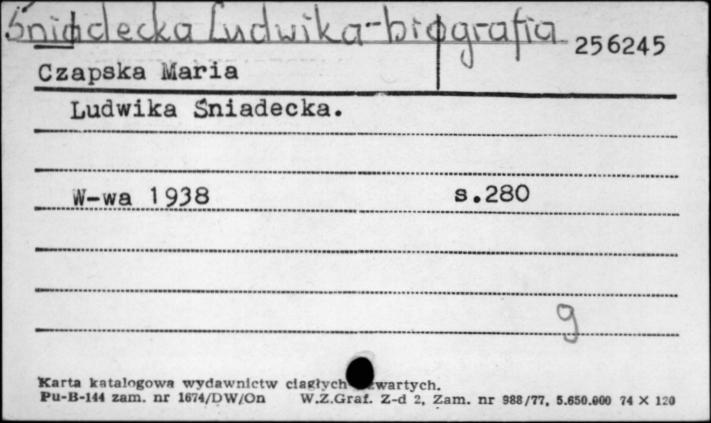 Śniadecka Ludwika-biografia 256245
Czapska Maria
Ludwika Śniadecka.
W-wa 1938 s.280
g
Karta katalogowa wydawnictw ciągłych wartych.
Pu-B-144 zam. nr 1674/DW/On W.Z.Graf. Z-d 2, Zam. nr 988/77, 5.650.000 74 X 120